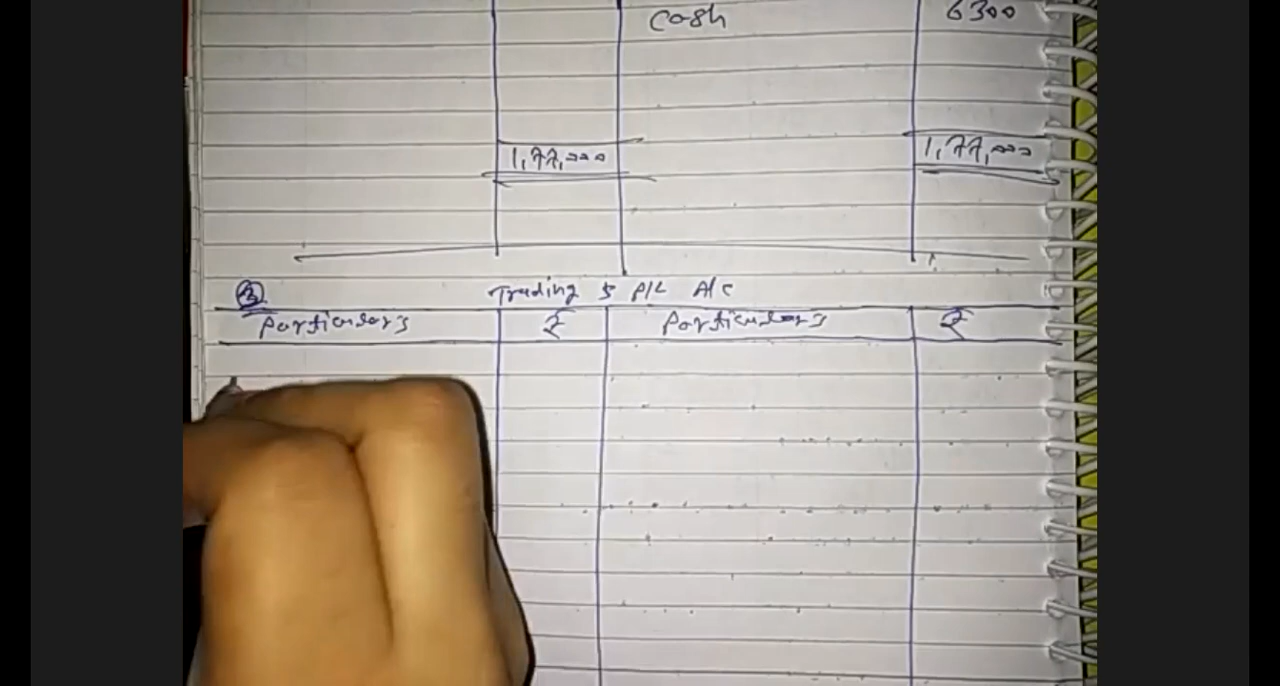 Cash 6300
1,77,000 1,77,000
3 Trading & P/L A/c
Particulars ₹ Particulars ₹